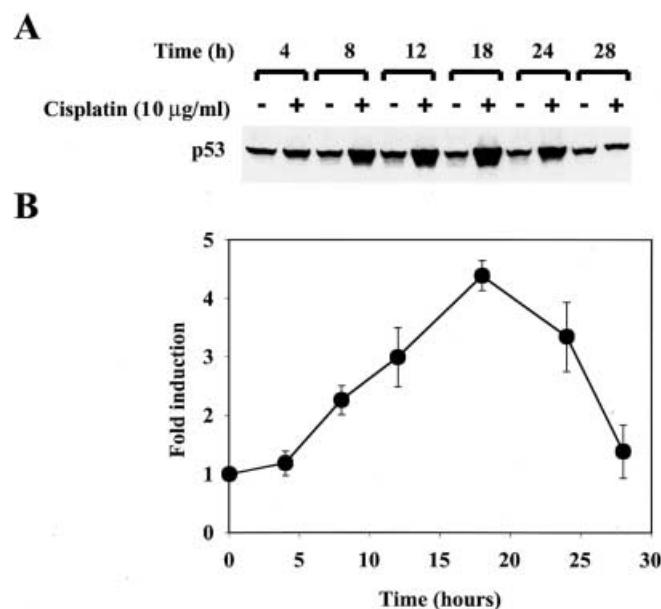 A
Time (h) 4 8 12 18 24 28
Cisplatin (10 µg/ml) - + - + - + - + - + - +
p53
B
5
4
3
2
1
0
Fold induction
0 5 10 15 20 25 30
Time (hours)